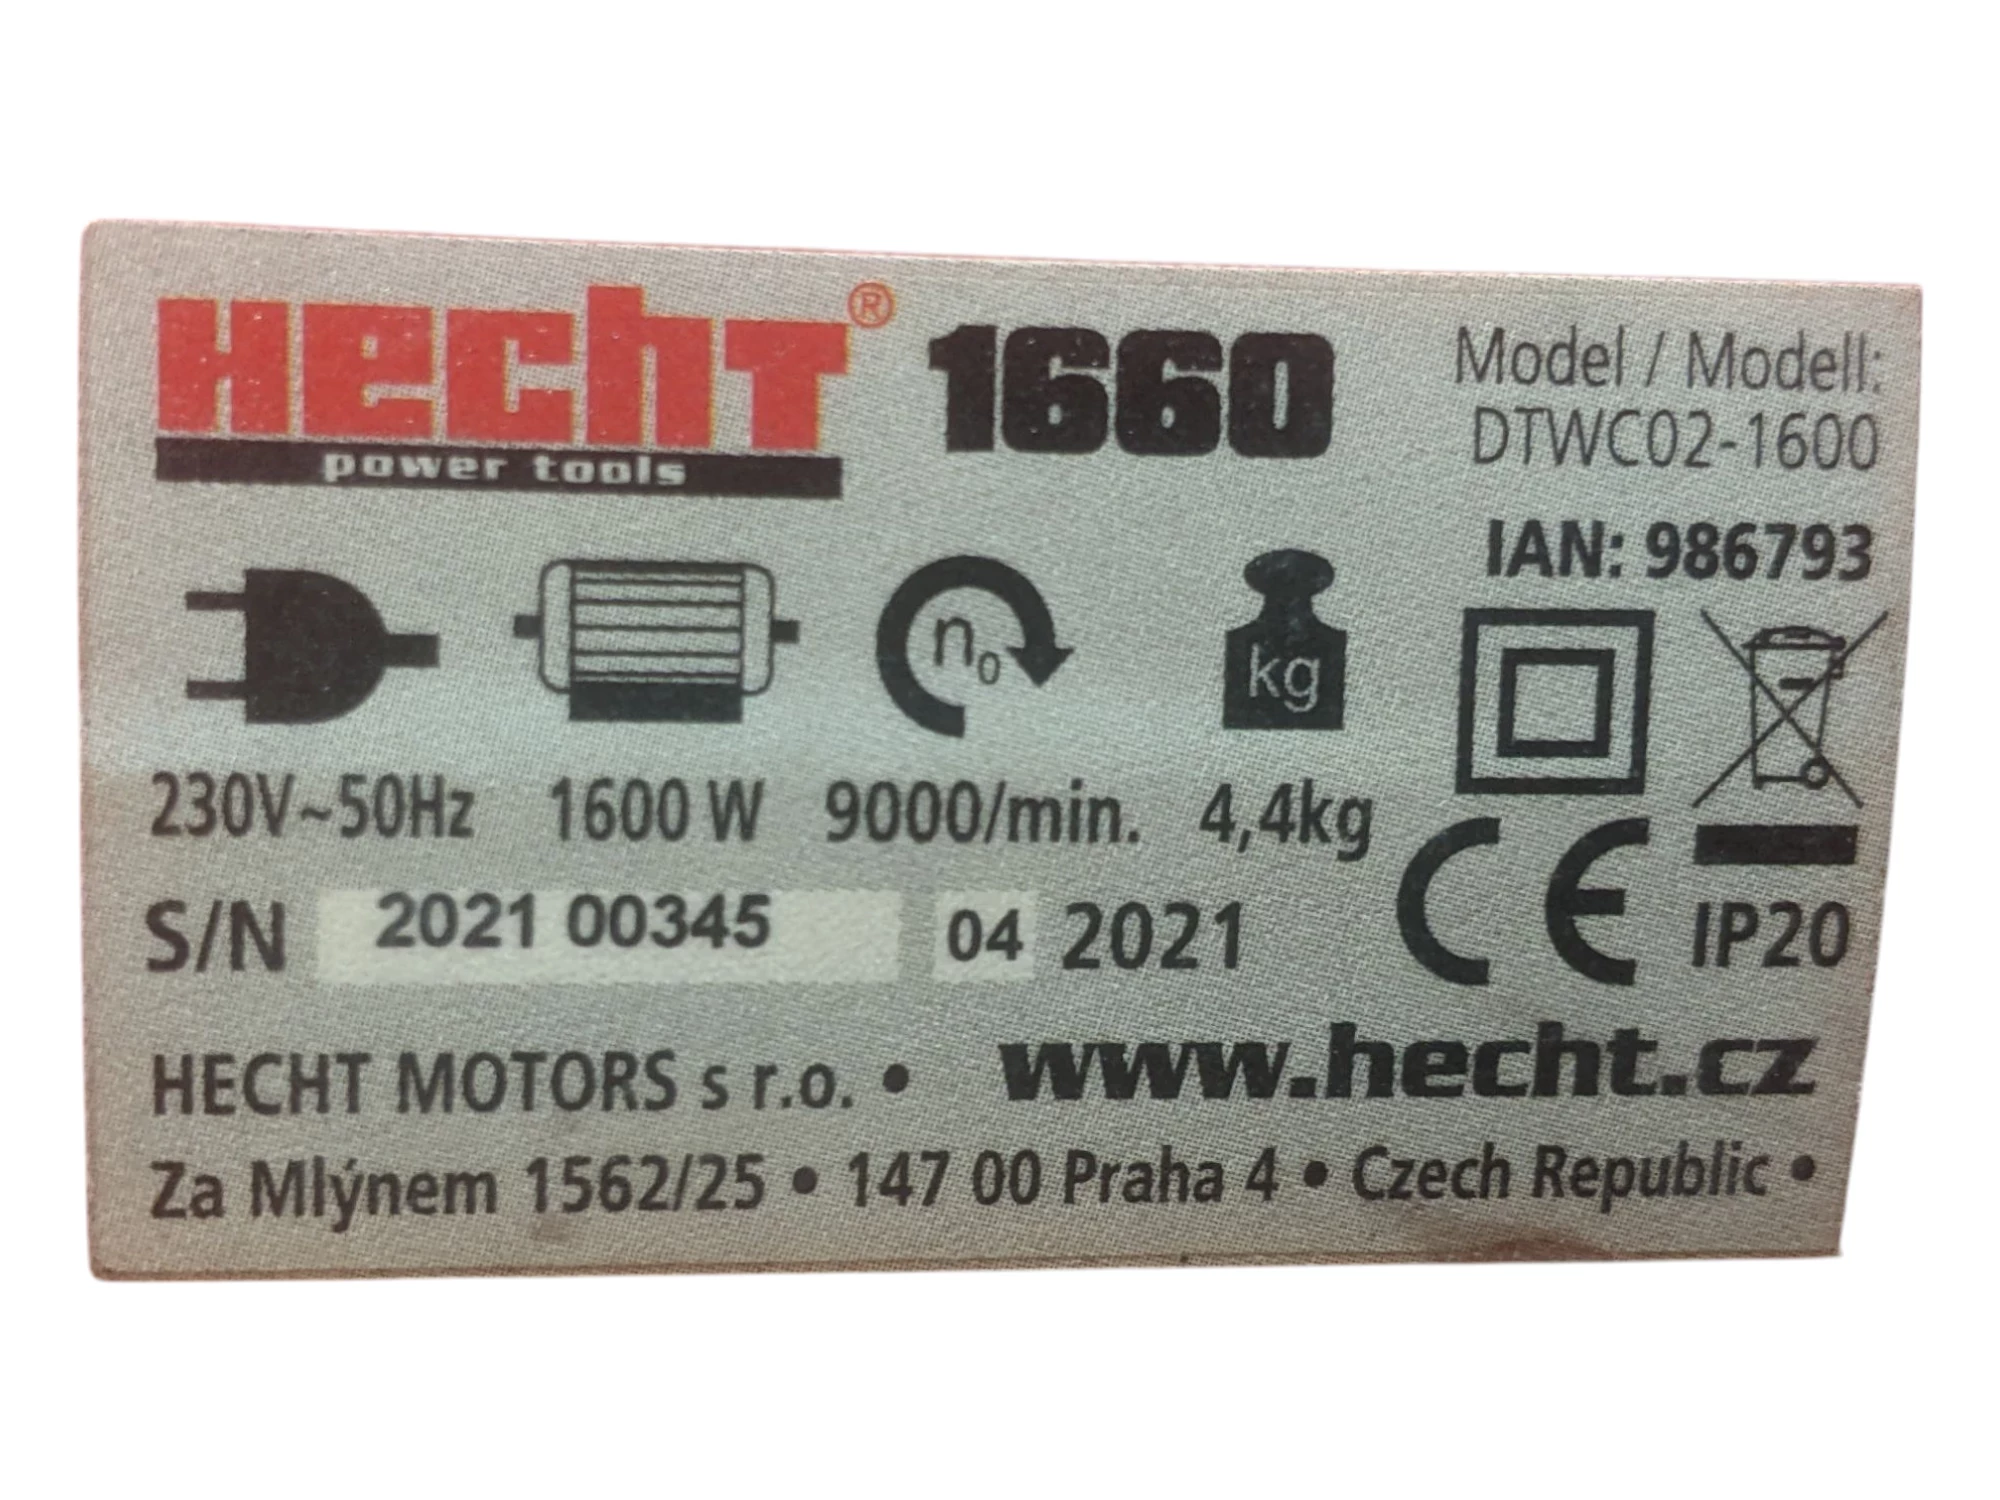 HECHT® 1660
power tools
Model / Modell:
DTWC02-1600
IAN: 986793
n0
kg
230V~50Hz 1600 W 9000/min. 4,4kg
S/N 2021 00345 04 2021
CE IP20
HECHT MOTORS s r.o. • www.hecht.cz
Za Mlýnem 1562/25 • 147 00 Praha 4 • Czech Republic •